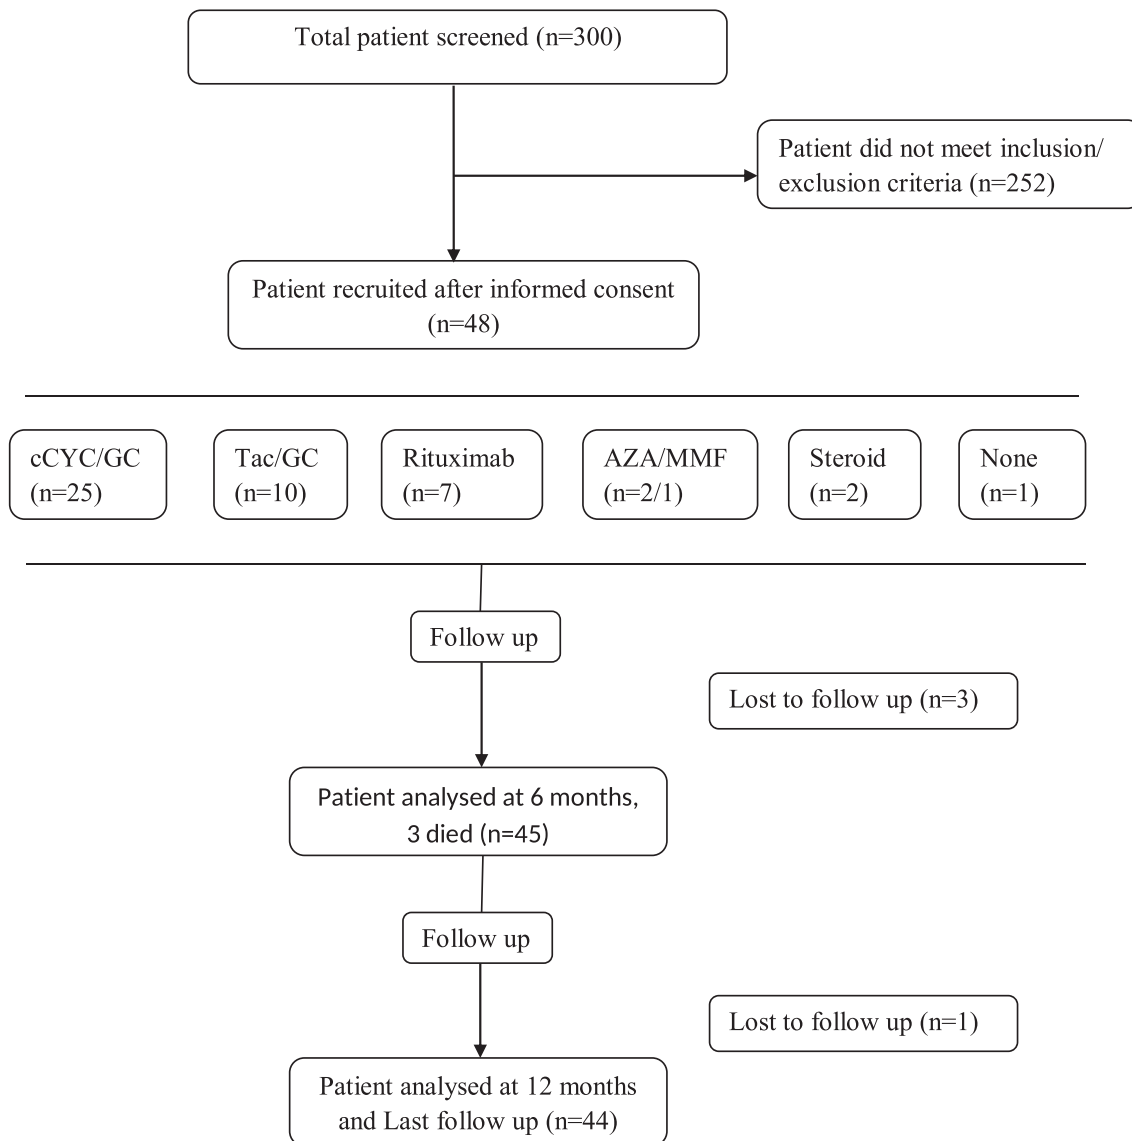 Total patient screened (n=300)
Patient did not meet inclusion/
exclusion criteria (n=252)
Patient recruited after informed consent
(n=48)
cCYC/GC
(n=25)
Tac/GC
(n=10)
Rituximab
(n=7)
AZA/MMF
(n=2/1)
Steroid
(n=2)
None
(n=1)
Follow up
Lost to follow up (n=3)
Patient analysed at 6 months,
3 died (n=45)
Follow up
Lost to follow up (n=1)
Patient analysed at 12 months
and Last follow up (n=44)